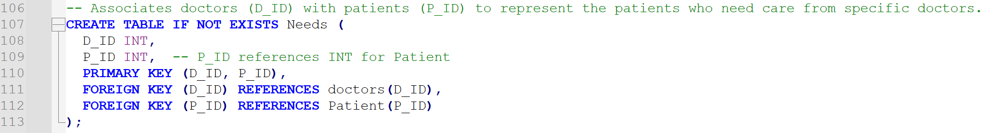 106 -- Associates doctors (D_ID) with patients (P_ID) to represent the patients who need care from specific doctors.
107 CREATE TABLE IF NOT EXISTS Needs (
108 D_ID INT,
109 P_ID INT,  -- P_ID references INT for Patient
110 PRIMARY KEY (D_ID, P_ID),
111 FOREIGN KEY (D_ID) REFERENCES doctors(D_ID),
112 FOREIGN KEY (P_ID) REFERENCES Patient(P_ID)
113 );